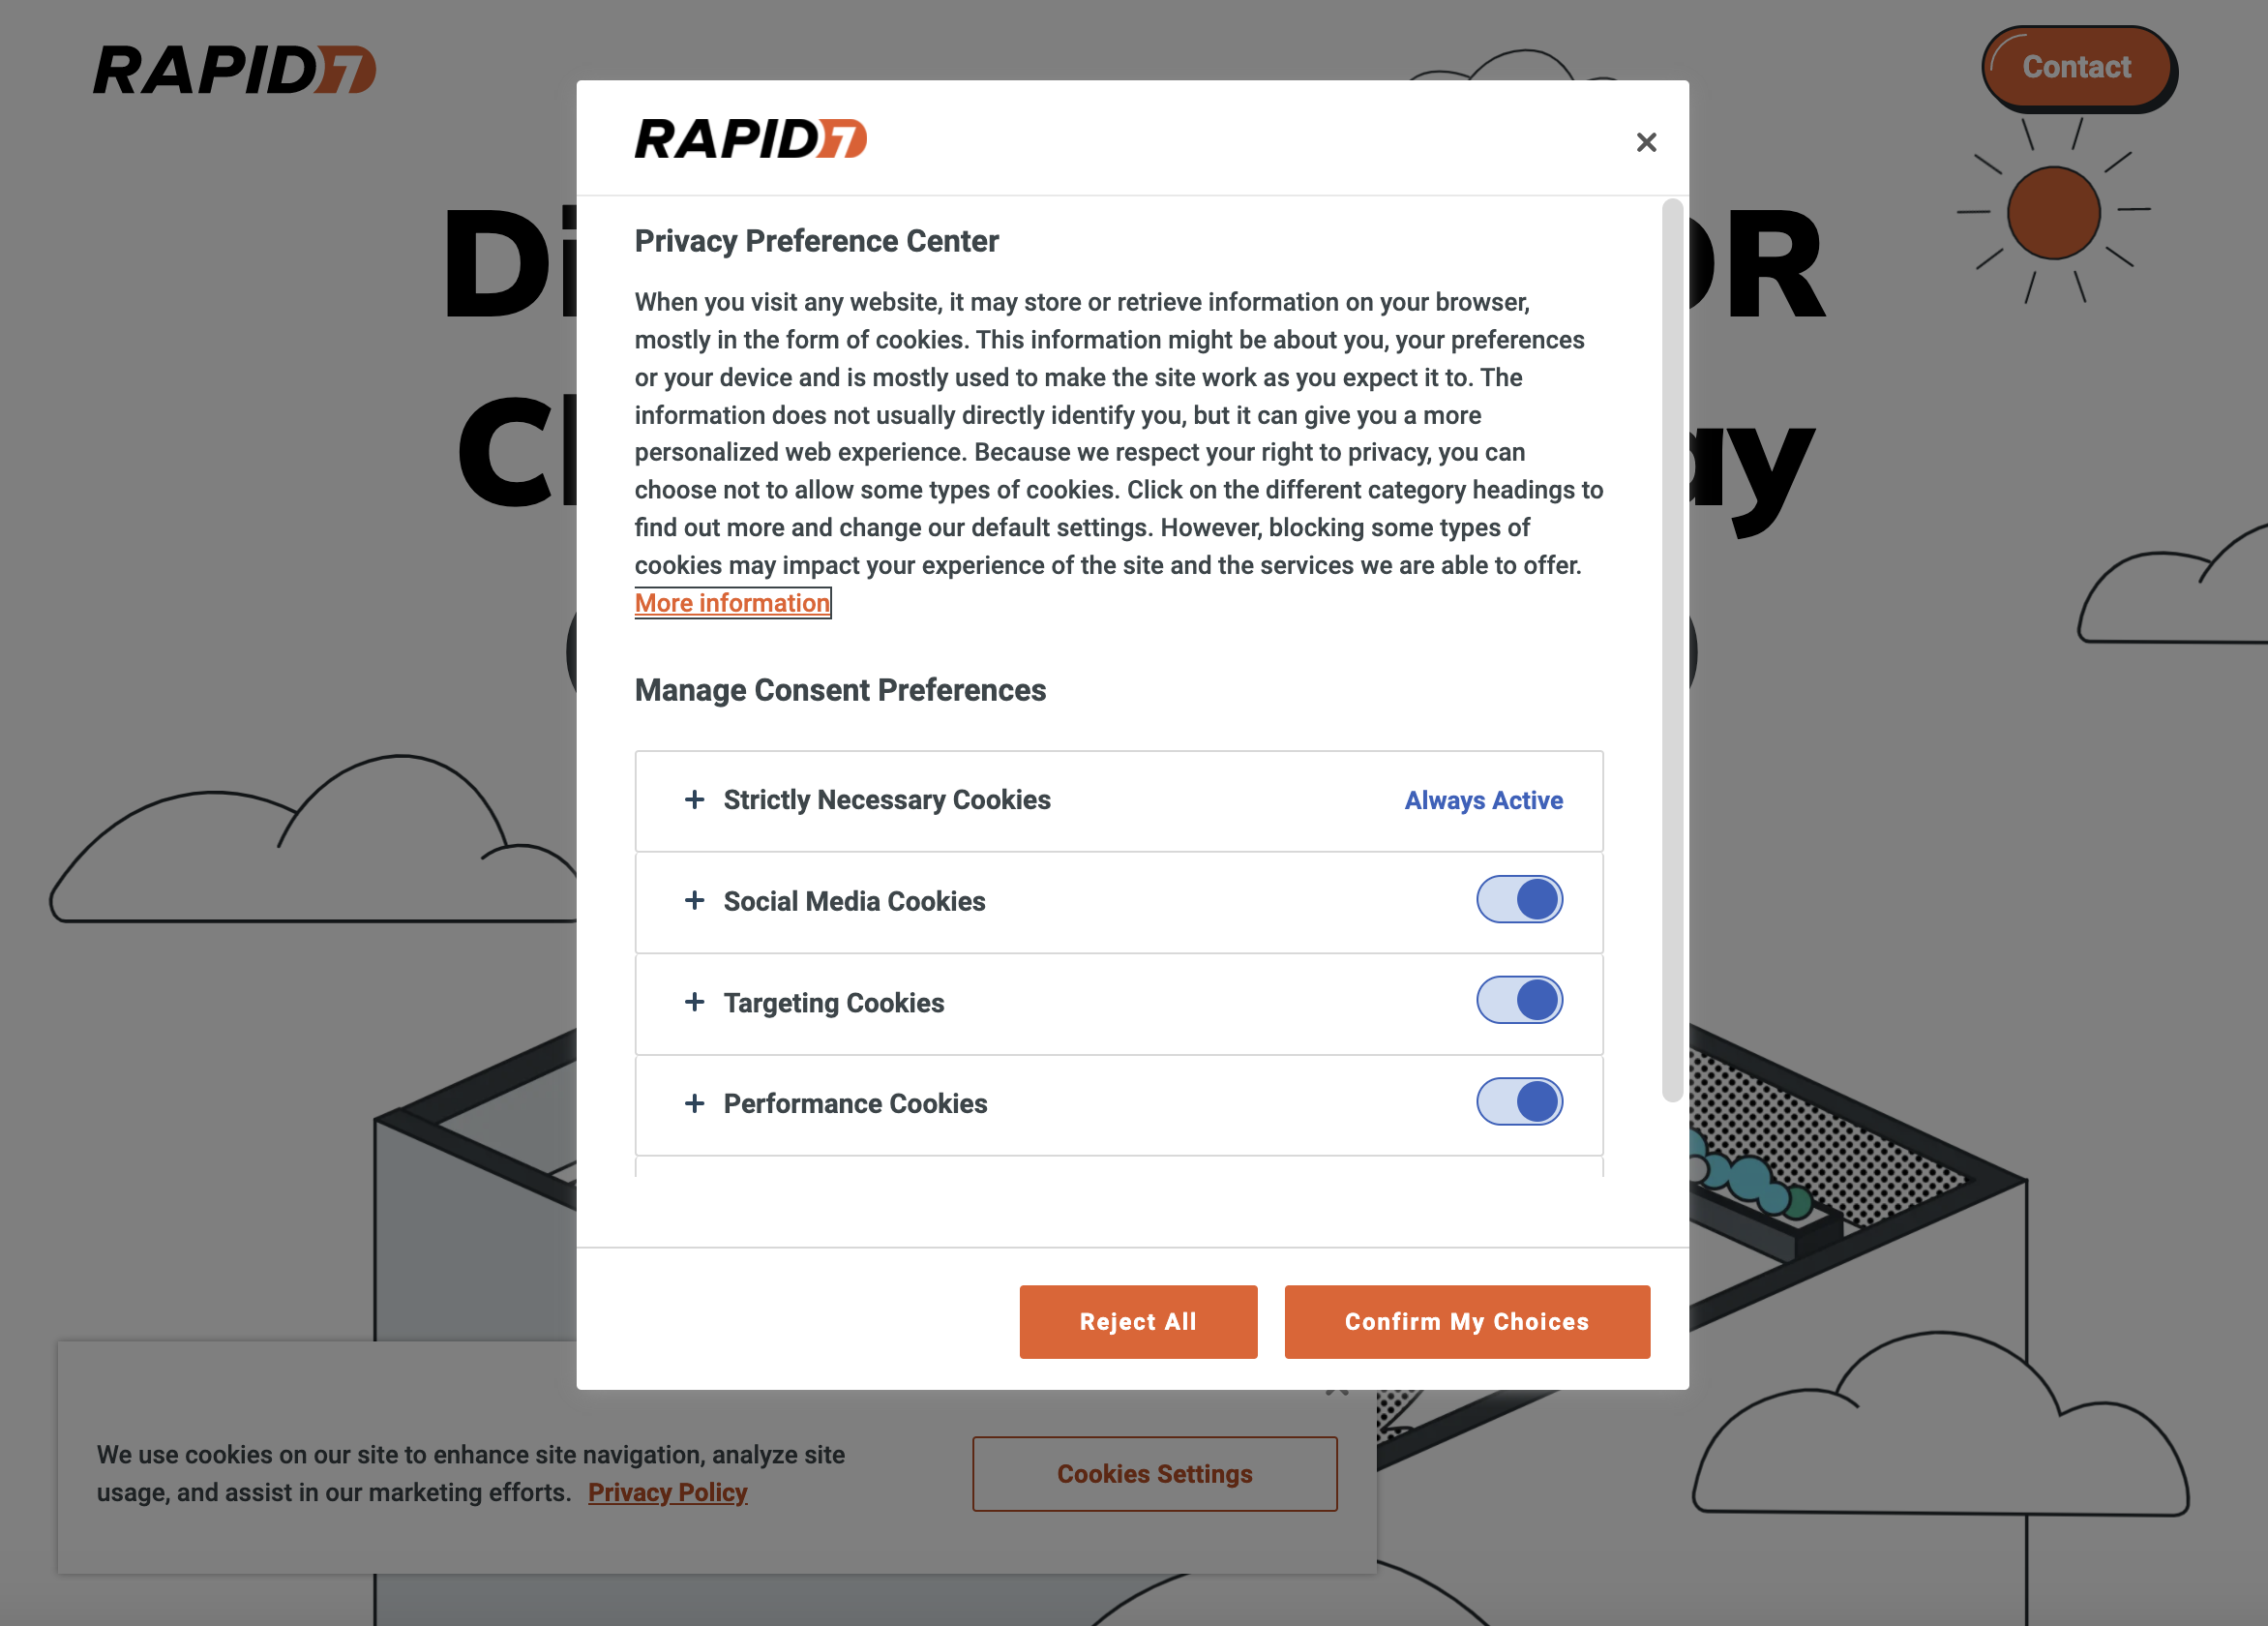 RAPID7
Contact
RAPID7
Privacy Preference Center
When you visit any website, it may store or retrieve information on your browser,
mostly in the form of cookies. This information might be about you, your preferences
or your device and is mostly used to make the site work as you expect it to. The
information does not usually directly identify you, but it can give you a more
personalized web experience. Because we respect your right to privacy, you can
choose not to allow some types of cookies. Click on the different category headings to
find out more and change our default settings. However, blocking some types of
cookies may impact your experience of the site and the services we are able to offer.
More information
Manage Consent Preferences
Strictly Necessary Cookies Always Active
Social Media Cookies
Targeting Cookies
Performance Cookies
Reject All Confirm My Choices
We use cookies on our site to enhance site navigation, analyze site
usage, and assist in our marketing efforts. Privacy Policy
Cookies Settings